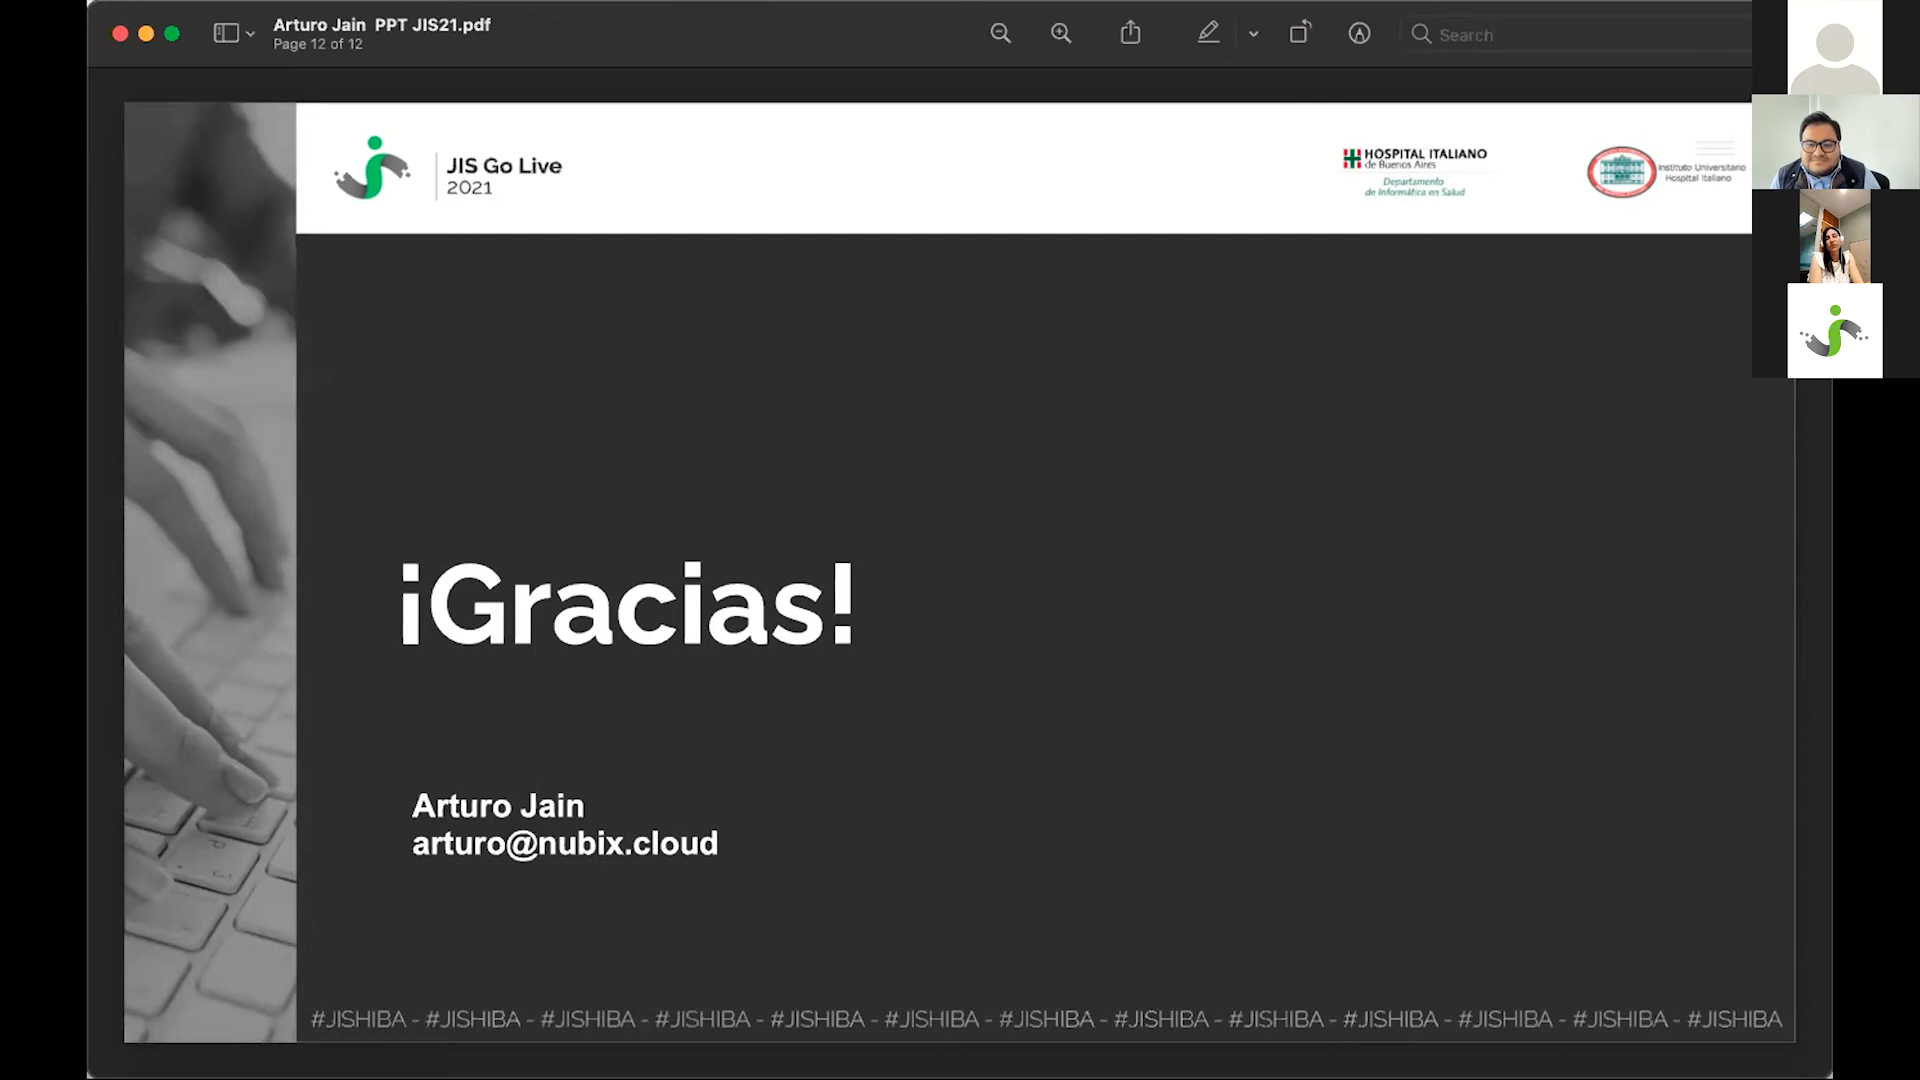 Arturo Jain  PPT JIS21.pdf
Page 12 of 12
Search
JIS Go Live
2021
HOSPITAL ITALIANO
de Buenos Aires
Departamento
de Informática en Salud
Instituto Universitario
Hospital Italiano
¡Gracias!
Arturo Jain
arturo@nubix.cloud
#JISHIBA - #JISHIBA - #JISHIBA - #JISHIBA - #JISHIBA - #JISHIBA - #JISHIBA - #JISHIBA - #JISHIBA - #JISHIBA - #JISHIBA - #JISHIBA - #JISHIBA